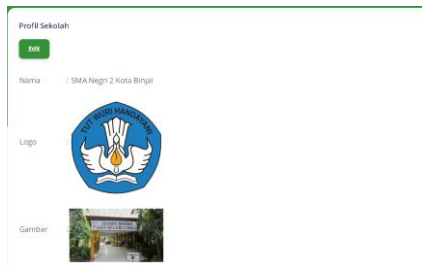 Profil Sekolah
Edit
Nama : SMA Negri 2 Kota Binjai
Logo :
TUT WURI HANDAYANI
Gambar :